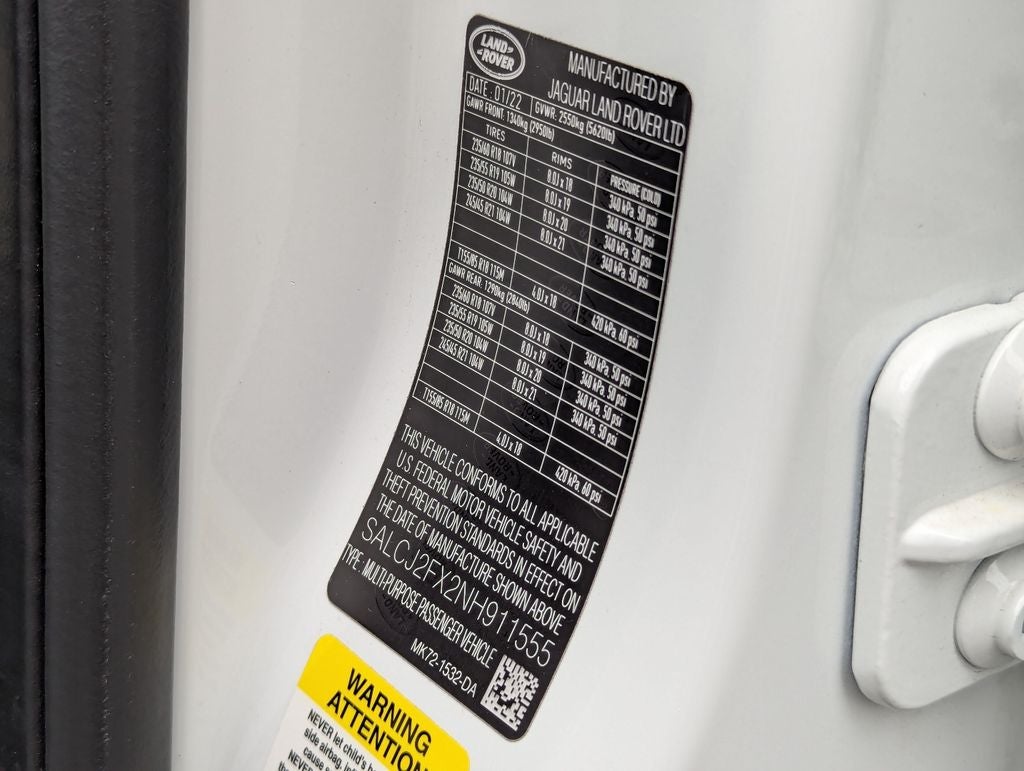 LAND
ROVER
MANUFACTURED BY
JAGUAR LAND ROVER LTD
DATE: 01/22 GVWR: 2550kg (5620lb)
GAWR FRONT: 1340kg (2950lb)
TIRES RIMS PRESSURE (COLD)
235/60 R18 107V 8.0J x 18 340 kPa, 50 psi
235/55 R19 105W 8.0J x 19 340 kPa, 50 psi
235/50 R20 104W 8.0J x 20 340 kPa, 50 psi
245/45 R21 104W 8.0J x 21 340 kPa, 50 psi
T155/85 R18 115M 4.0J x 18 420 kPa, 60 psi
GAWR REAR: 1290kg (2840lb)
235/60 R18 107V 8.0J x 18 340 kPa, 50 psi
235/55 R19 105W 8.0J x 19 340 kPa, 50 psi
235/50 R20 104W 8.0J x 20 340 kPa, 50 psi
245/45 R21 104W 8.0J x 21 340 kPa, 50 psi
T155/85 R18 115M 4.0J x 18 420 kPa, 60 psi
THIS VEHICLE CONFORMS TO ALL APPLICABLE
U.S. FEDERAL MOTOR VEHICLE SAFETY AND
THEFT PREVENTION STANDARDS IN EFFECT ON
THE DATE OF MANUFACTURE SHOWN ABOVE
SALCJ2FX2NH911555
TYPE: MULTI-PURPOSE PASSENGER VEHICLE
MK72-1532-DA
WARNING
ATTENTION
NEVER let child's
side airbag,
cause
NEVER